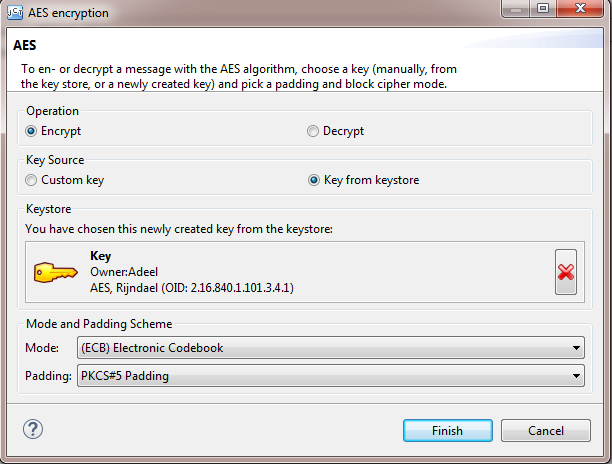 JCT AES encryption
AES
To en- or decrypt a message with the AES algorithm, choose a key (manually, from
the key store, or a newly created key) and pick a padding and block cipher mode.
Operation
Encrypt Decrypt
Key Source
Custom key Key from keystore
Keystore
You have chosen this newly created key from the keystore:
Key
Owner:Adeel
AES, Rijndael (OID: 2.16.840.1.101.3.4.1)
Mode and Padding Scheme
Mode: (ECB) Electronic Codebook
Padding: PKCS#5 Padding
? Finish Cancel